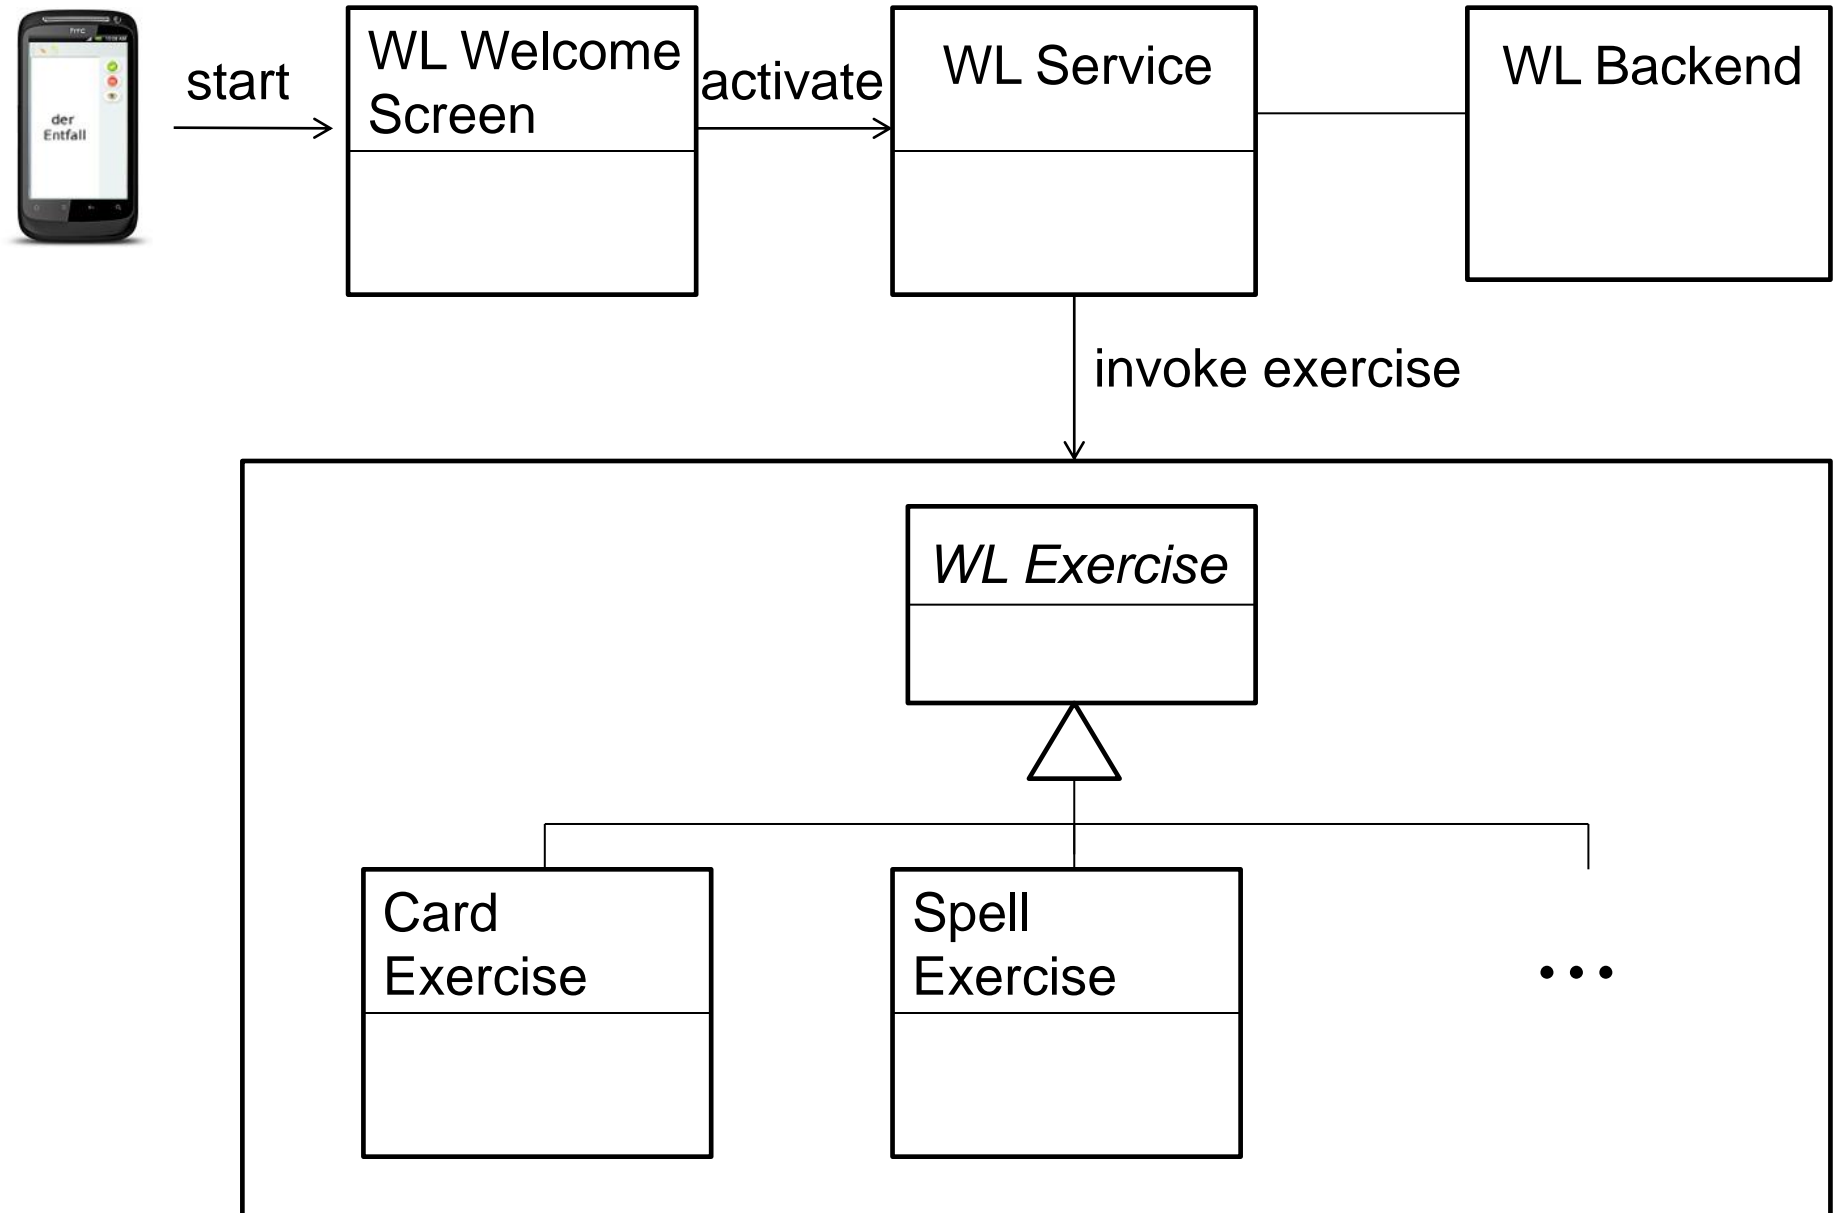 hTC
der
Entfall
start
WL Welcome
Screen
activate
WL Service
WL Backend
invoke exercise
WL Exercise
Card
Exercise
Spell
Exercise
...